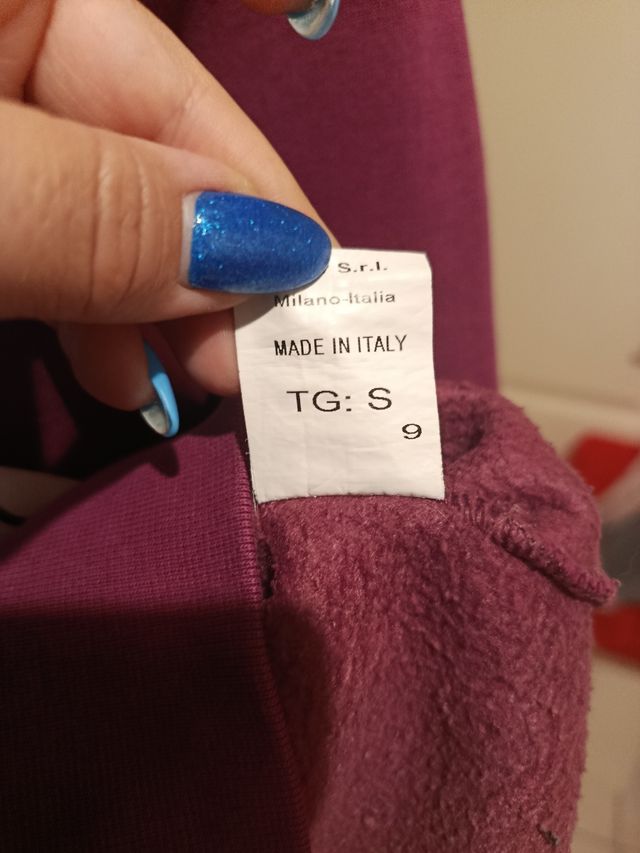 S.r.l.
Milano-Italia
MADE IN ITALY
TG: S
9